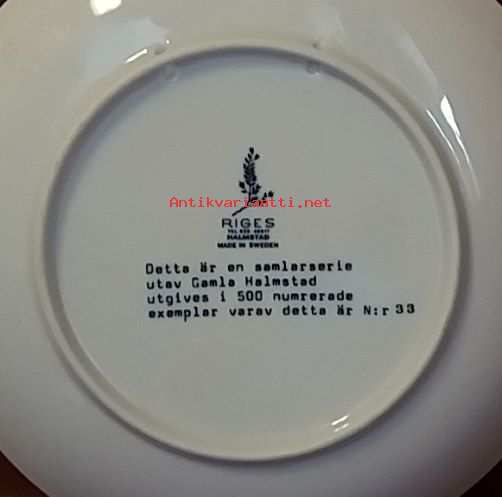 Antikvariaatti.net
RIGES
HALMSTAD
MADE IN SWEDEN
Detta är en samlarserie
utav Gamla Halmstad
utgives i 500 numrerade
exemplar varav detta är N:r 33